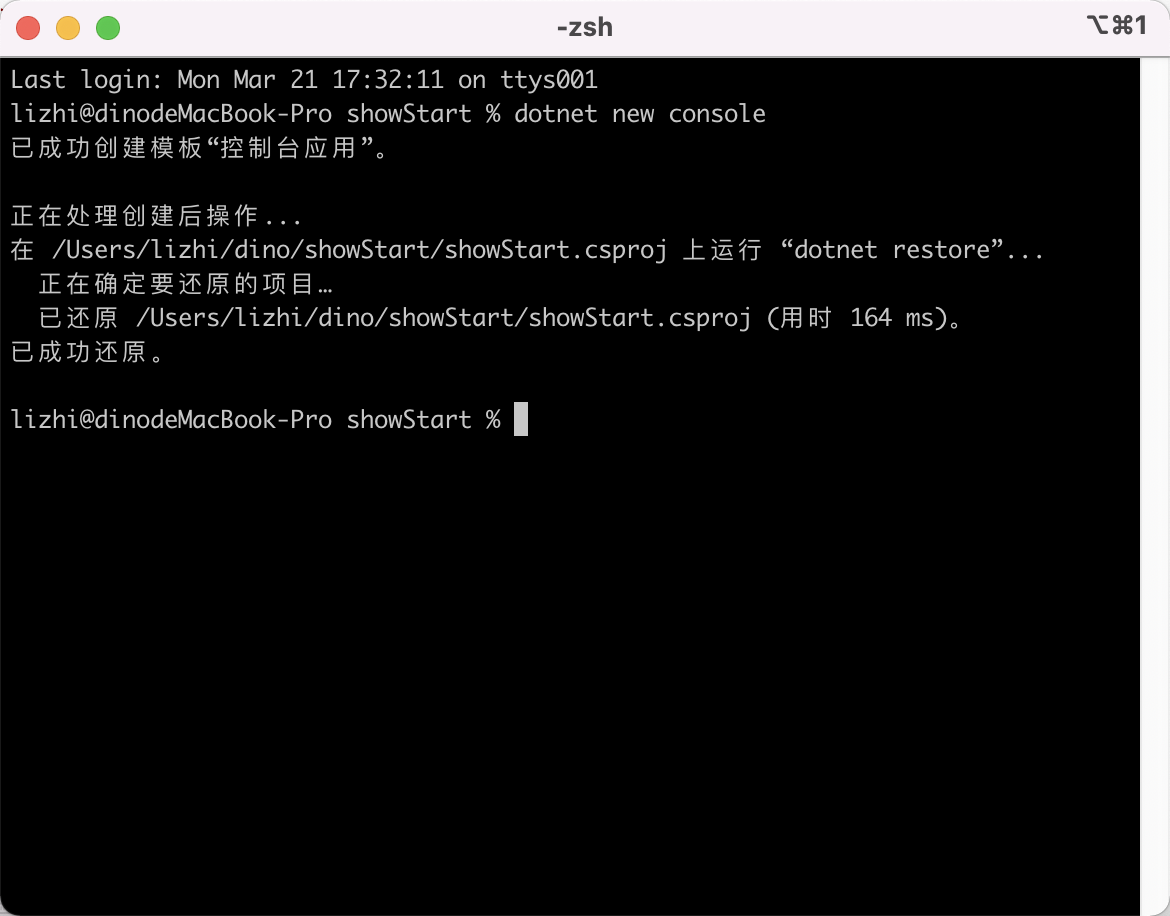 -zsh
⌥⌘1
Last login: Mon Mar 21 17:32:11 on ttys001
lizhi@dinodeMacBook-Pro showStart % dotnet new console
已成功创建模板“控制台应用”。
正在处理创建后操作...
在 /Users/lizhi/dino/showStart/showStart.csproj 上运行 “dotnet restore”...
  正在确定要还原的项目…
  已还原 /Users/lizhi/dino/showStart/showStart.csproj (用时 164 ms)。
已成功还原。
lizhi@dinodeMacBook-Pro showStart %